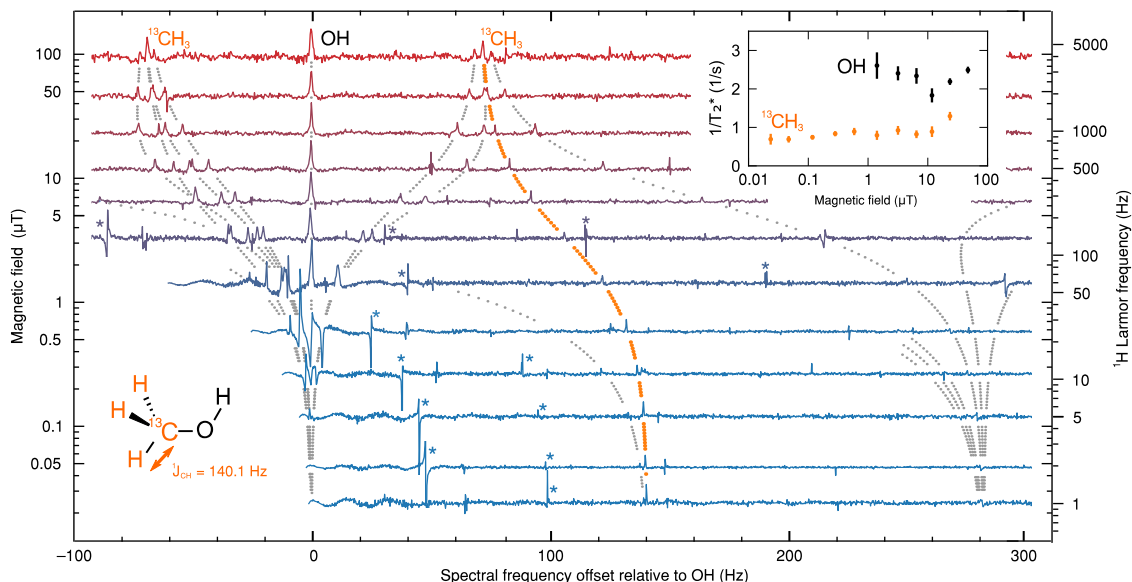 ¹³CH₃
OH
¹³CH₃
Magnetic field (μT)
100
50
10
5
1
0.5
0.1
0.05
¹H Larmor frequency (Hz)
5000
1000
500
100
50
10
5
1
1/T₂* (1/s)
3
2
1
0
OH
¹³CH₃
0.01
0.1
1
10
100
Magnetic field (μT)
*
*
*
*
*
*
*
*
*
*
*
*
H
H
H
¹³C
O
H
¹J_CH = 140.1 Hz
−100
0
100
200
300
Spectral frequency offset relative to OH (Hz)